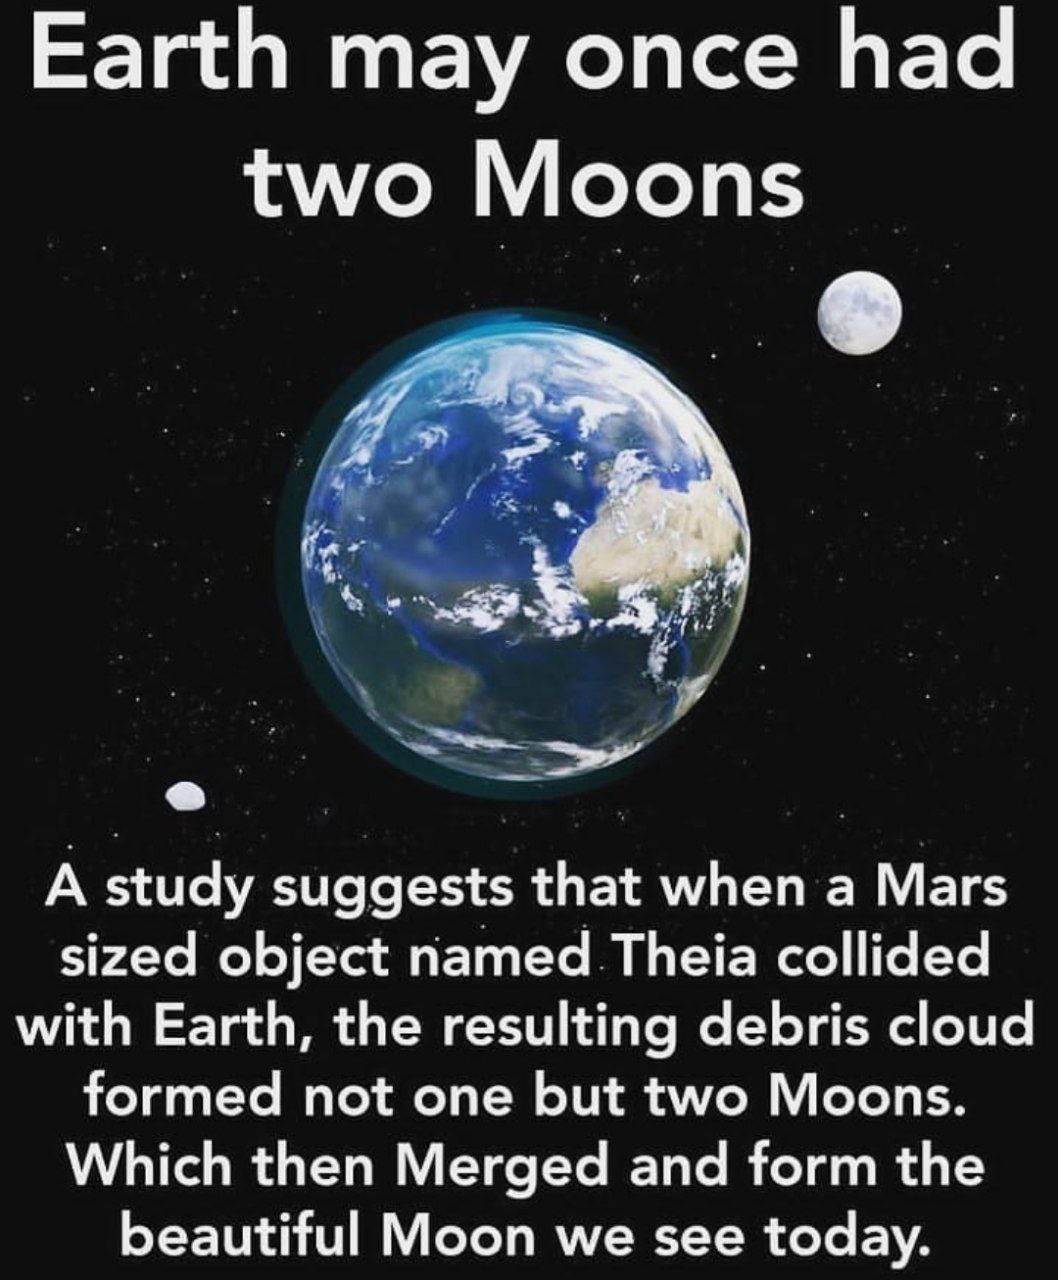 Earth may once had
two Moons
A study suggests that when a Mars
sized object named Theia collided
with Earth, the resulting debris cloud
formed not one but two Moons.
Which then Merged and form the
beautiful Moon we see today.